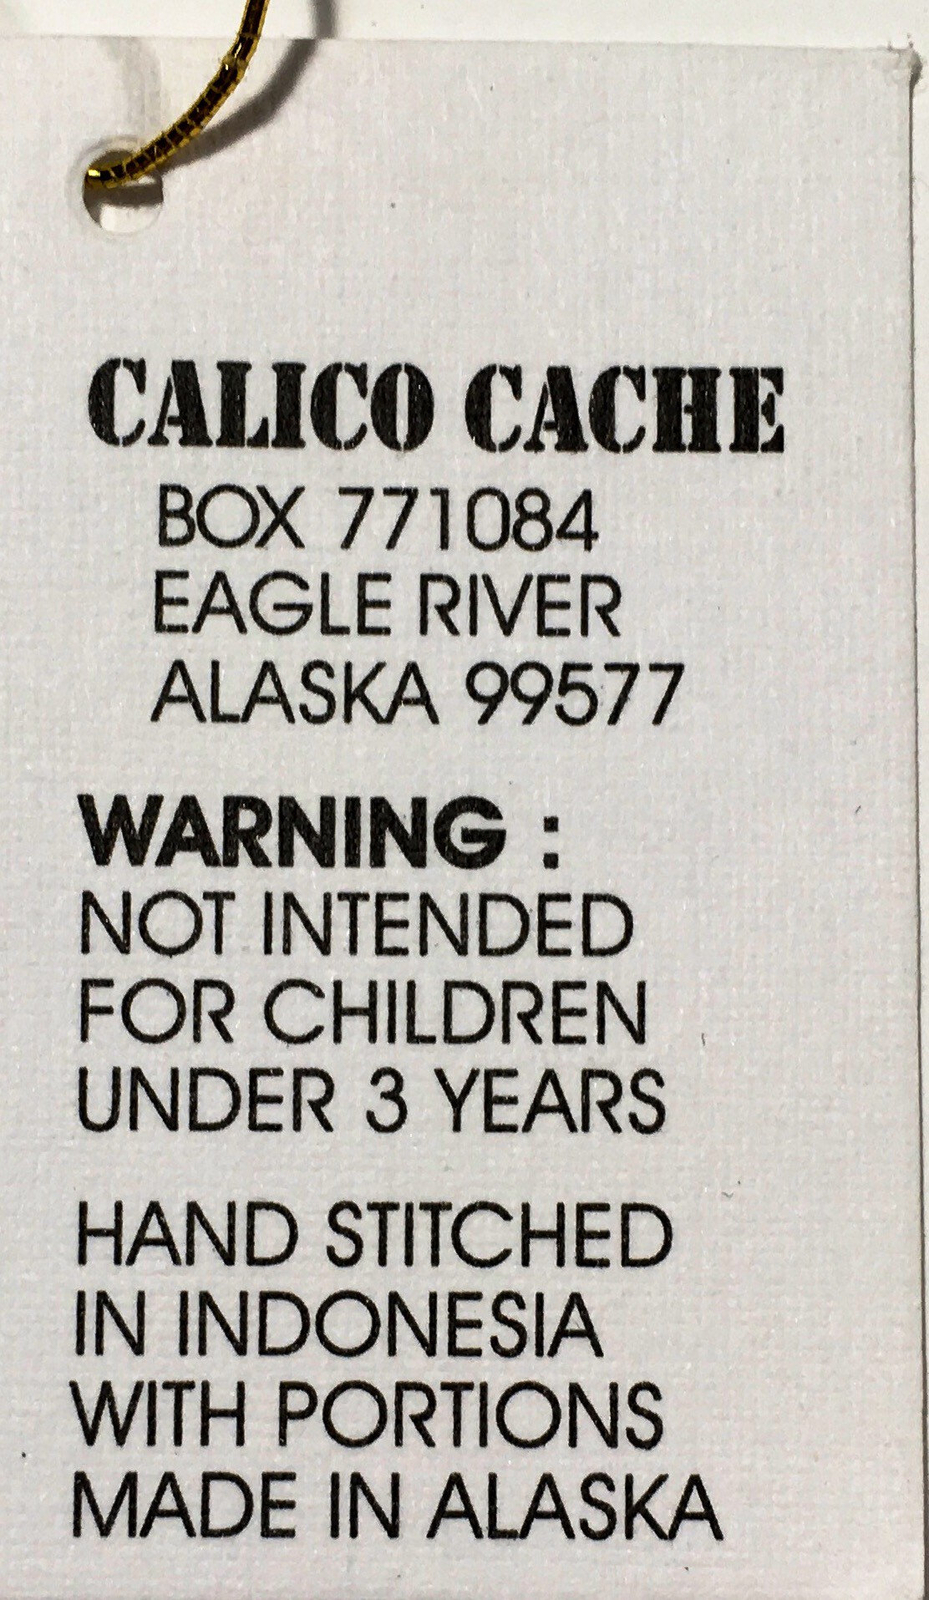 CALICO CACHE
BOX 771084
EAGLE RIVER
ALASKA 99577
WARNING :
NOT INTENDED
FOR CHILDREN
UNDER 3 YEARS
HAND STITCHED
IN INDONESIA
WITH PORTIONS
MADE IN ALASKA